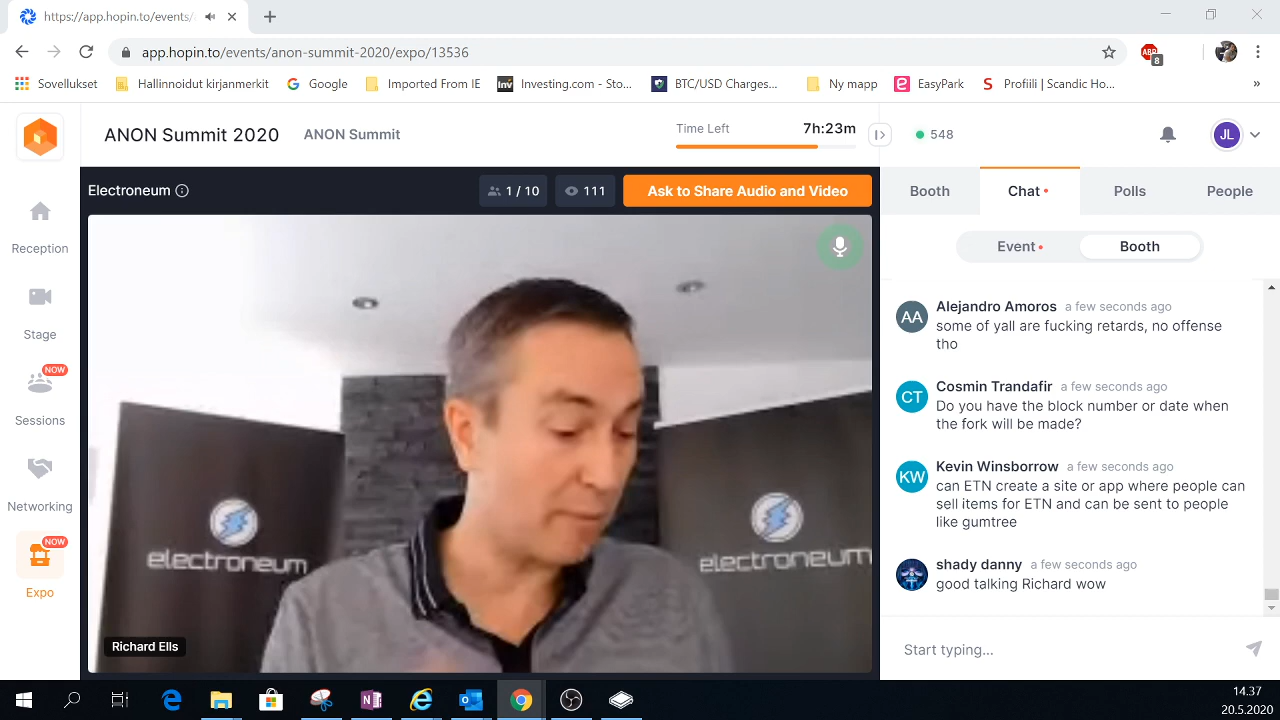 https://app.hopin.to/events/
app.hopin.to/events/anon-summit-2020/expo/13536
ABP
8
Sovellukset
Hallinnoidut kirjanmerkit
Google
Imported From IE
Inv
Investing.com - Sto...
BTC/USD Charges...
Ny mapp
EasyPark
S
Profiili | Scandic Ho...
»
ANON Summit 2020
ANON Summit
Time Left
7h:23m
548
JL
Electroneum
1 / 10
111
Ask to Share Audio and Video
Booth
Chat
Polls
People
Event
Booth
Reception
Stage
NOW
Sessions
Networking
NOW
Expo
electroneum
electroneum
Richard Ells
AA
Alejandro Amoros a few seconds ago
some of yall are fucking retards, no offense
tho
CT
Cosmin Trandafir a few seconds ago
Do you have the block number or date when
the fork will be made?
KW
Kevin Winsborrow a few seconds ago
can ETN create a site or app where people can
sell items for ETN and can be sent to people
like gumtree
shady danny a few seconds ago
good talking Richard wow
Start typing...
14.37
20.5.2020